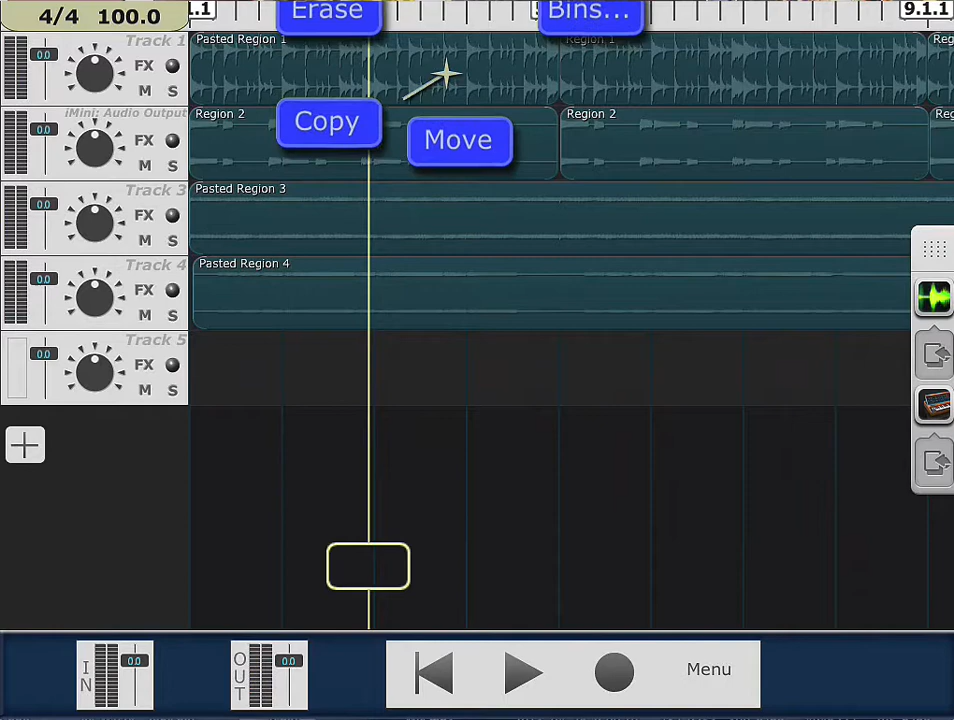 4/4 100.0
.1.1
Erase
Bins...
9.1.1
Track 1
0.0
FX
M S
Pasted Region 1
Region 1
Reg
Copy
Move
iMini: Audio Output
0.0
FX
M S
Region 2
Region 2
Reg
Track 3
0.0
FX
M S
Pasted Region 3
Track 4
0.0
FX
M S
Pasted Region 4
Track 5
0.0
FX
M S
IN
0.0
OUT
0.0
Menu